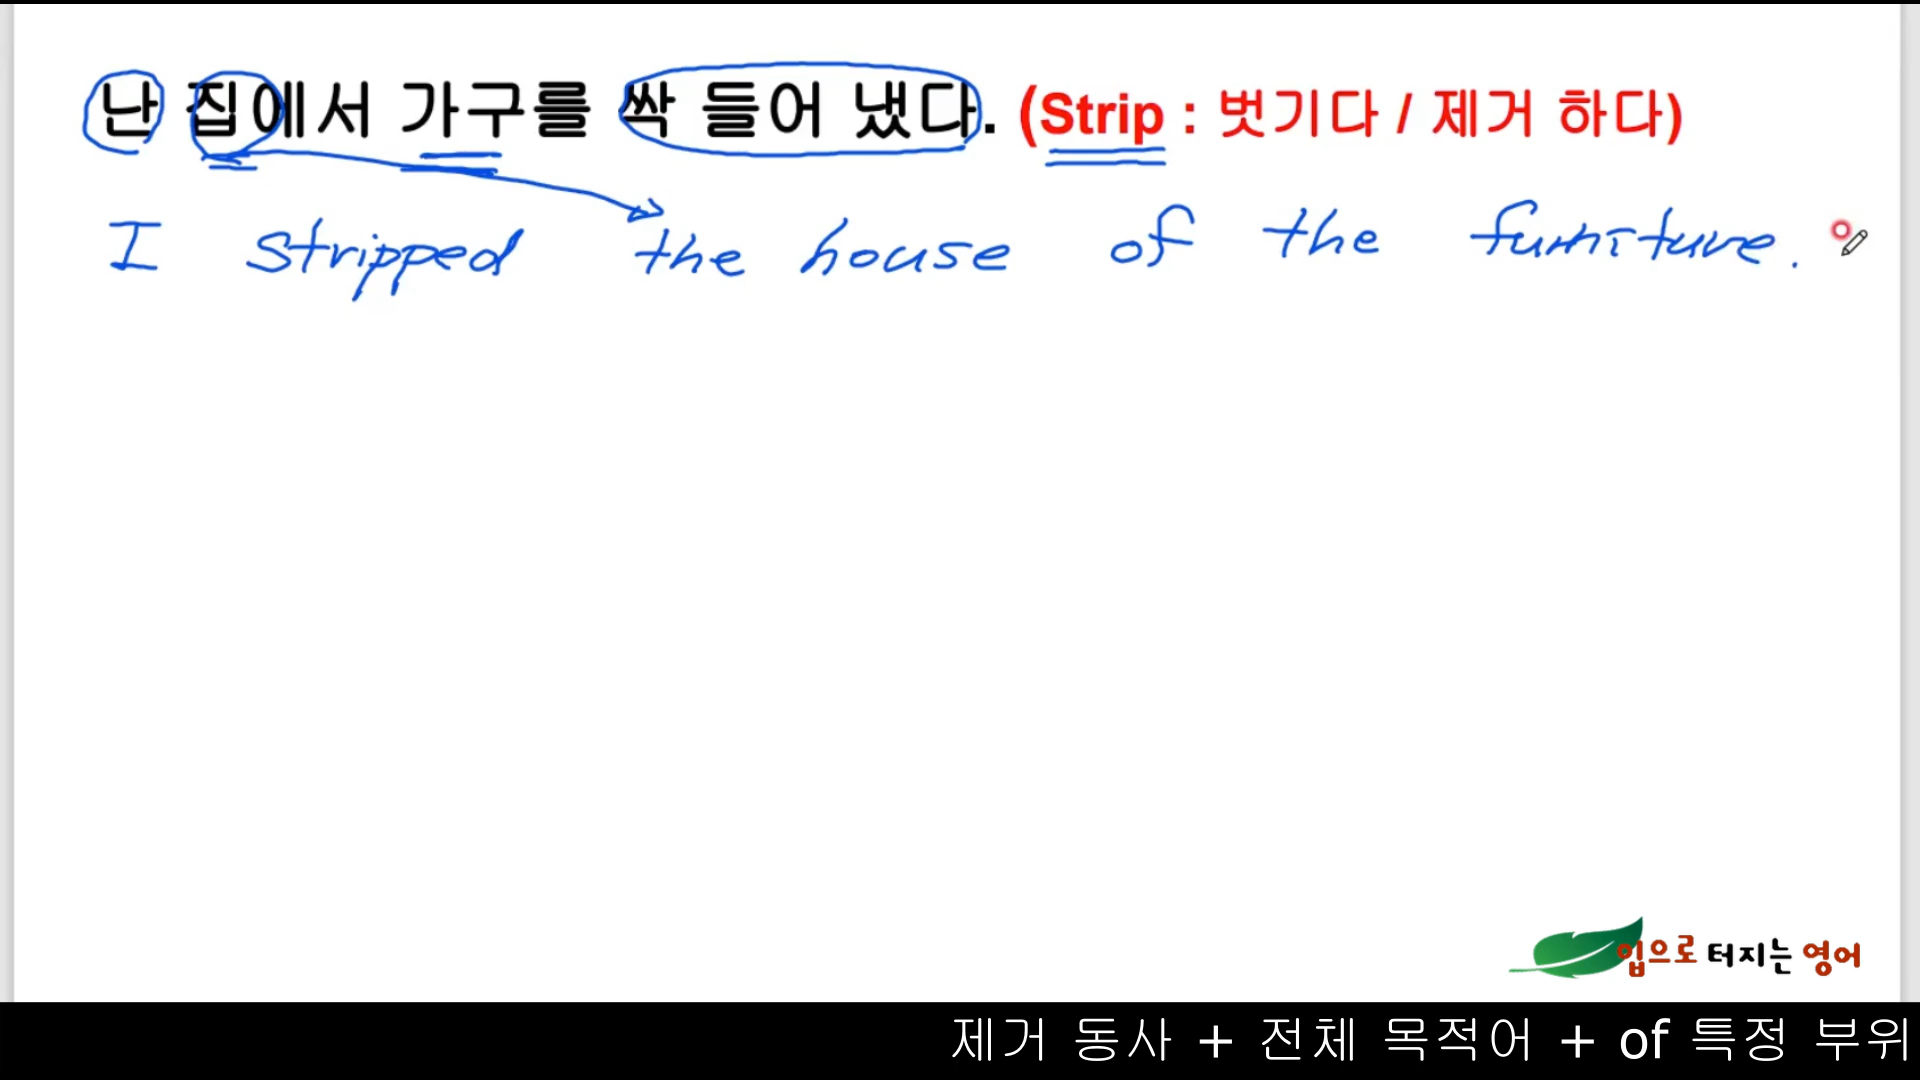 난 집에서 가구를 싹 들어 냈다. (Strip : 벗기다 / 제거 하다)
I stripped the house of the furniture.
입으로 터지는 영어
제거 동사 + 전체 목적어 + of 특정 부위